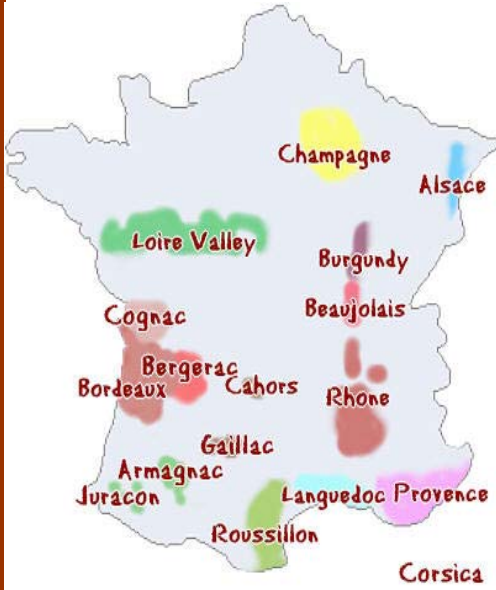 Champagne
Alsace
Loire Valley
Burgundy
Beaujolais
Cognac
Bergerac
Bordeaux
Cahors
Rhone
Gaillac
Armagnac
Juracon
Languedoc
Provence
Roussillon
Corsica